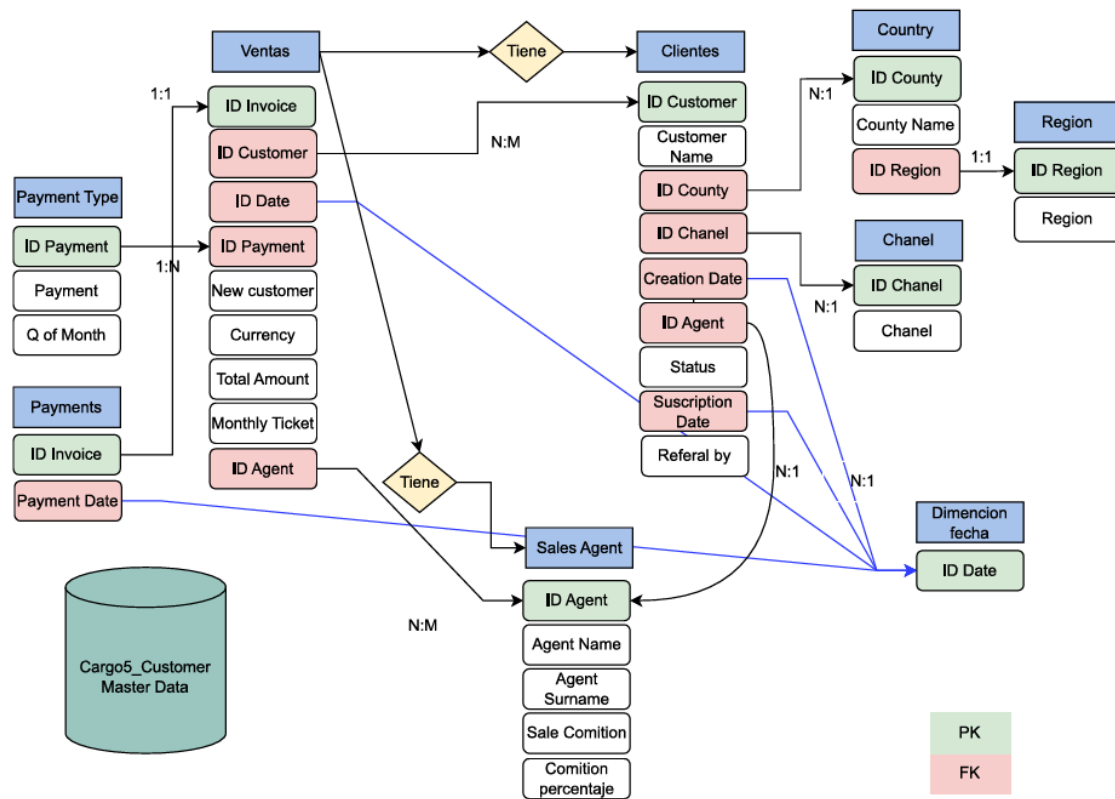 Ventas
ID Invoice
ID Customer
ID Date
ID Payment
New customer
Currency
Total Amount
Monthly Ticket
ID Agent
Tiene
Clientes
ID Customer
Customer
Name
ID County
ID Chanel
Creation Date
ID Agent
Status
Suscription
Date
Referal by
Country
ID County
County Name
ID Region
Region
ID Region
Region
Chanel
ID Chanel
Chanel
Payment Type
ID Payment
Payment
Q of Month
Payments
ID Invoice
Payment Date
Tiene
Sales Agent
ID Agent
Agent Name
Agent
Surname
Sale Comition
Comition
percentaje
Dimencion
fecha
ID Date
1:1
N:M
N:1
1:1
1:N
N:1
N:1
N:1
N:M
Cargo5_Customer
Master Data
PK
FK